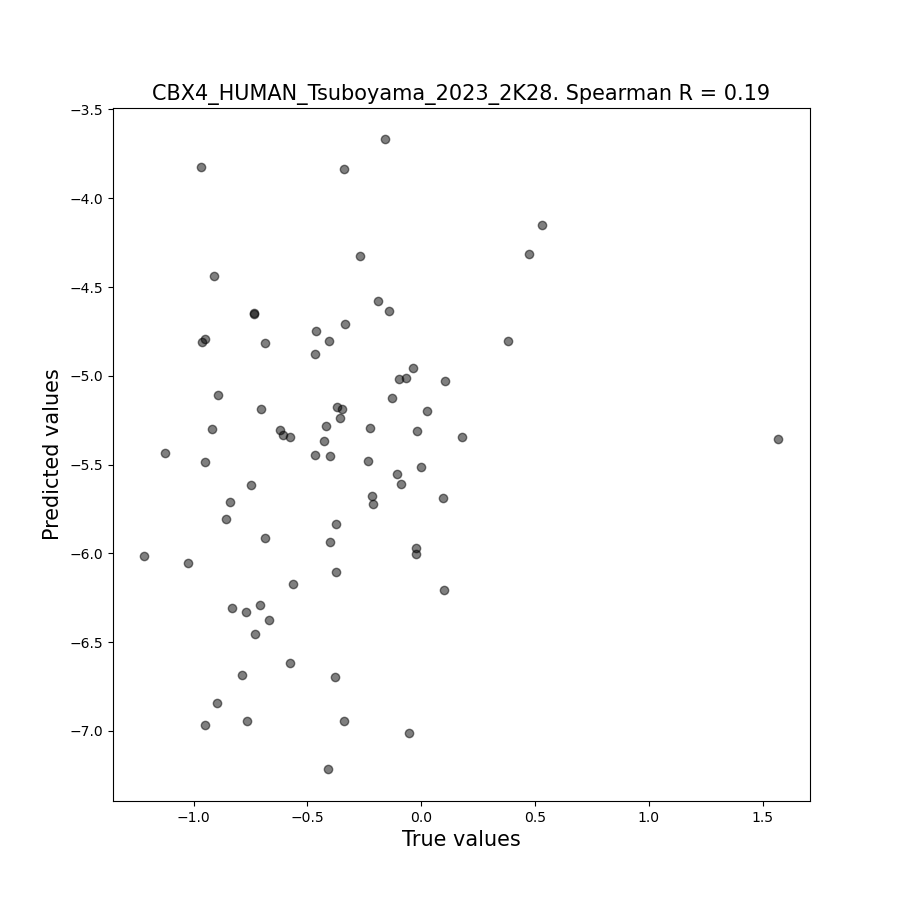 CBX4_HUMAN_Tsuboyama_2023_2K28. Spearman R = 0.19
−3.5
−4.0
−4.5
−5.0
−5.5
−6.0
−6.5
−7.0
Predicted values
−1.0 −0.5 0.0 0.5 1.0 1.5
True values